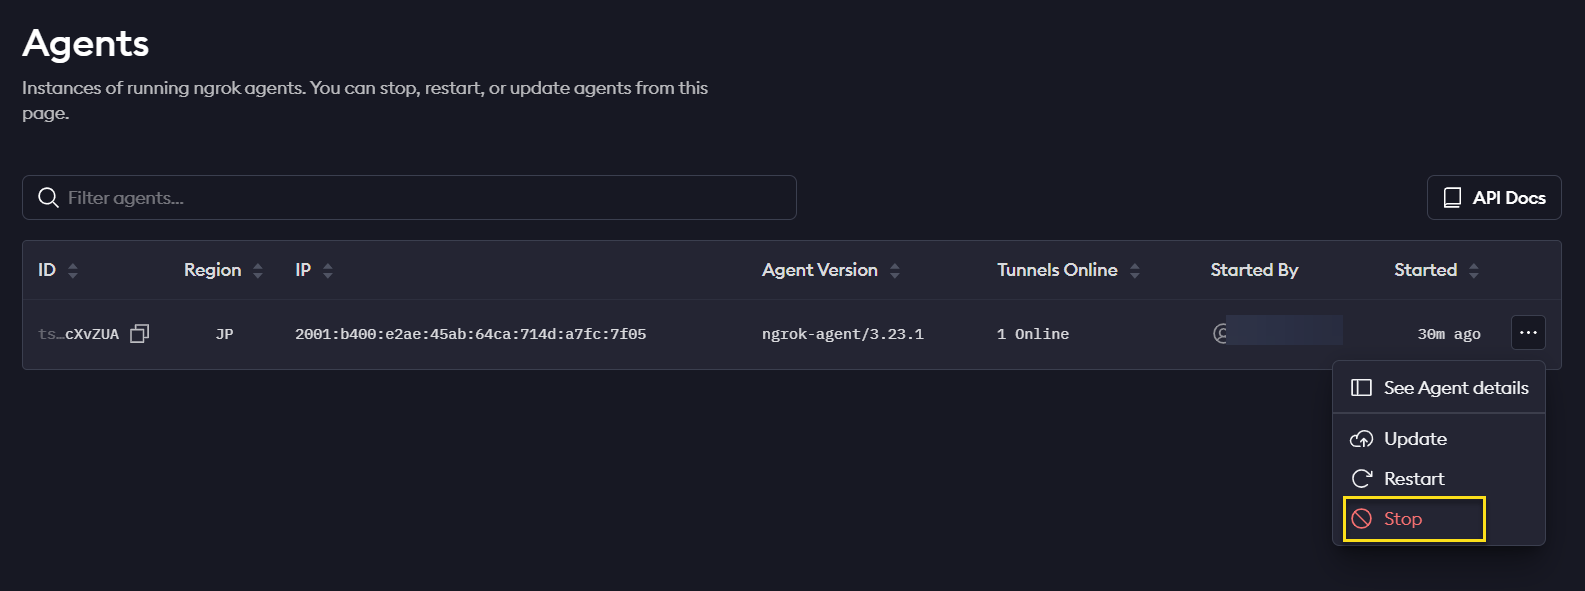 Agents
Instances of running ngrok agents. You can stop, restart, or update agents from this
page.
Filter agents...
API Docs
ID Region IP Agent Version Tunnels Online Started By Started
ts…cXvZUA JP 2001:b400:e2ae:45ab:64ca:714d:a7fc:7f05 ngrok-agent/3.23.1 1 Online 30m ago
See Agent details
Update
Restart
Stop